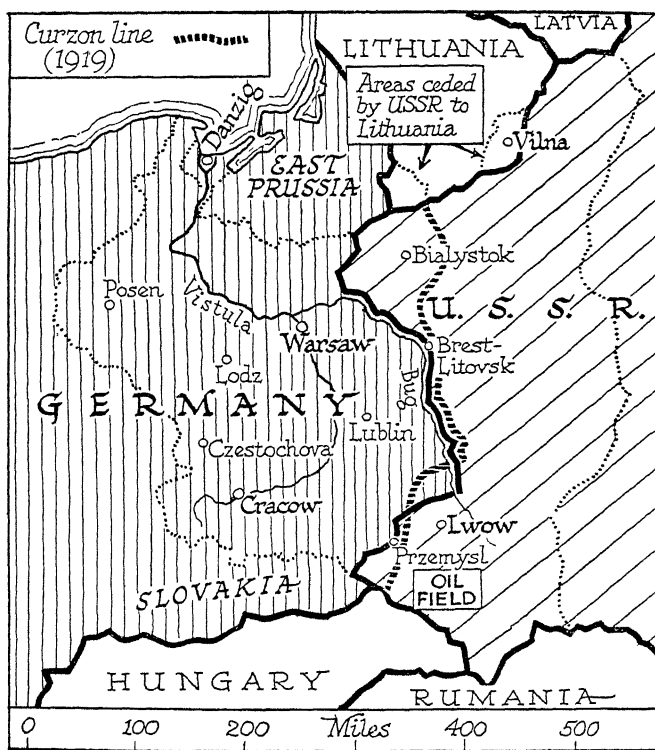 Curzon line
(1919)
LATVIA
LITHUANIA
Areas ceded
by USSR to
Lithuania
Vilna
Danzig
EAST
PRUSSIA
Bialystok
Posen
Vistula
U. S. S. R.
Warsaw
Brest-
Litovsk
Lodz
Bug
GERMANY
Lublin
Czestochova
Cracow
Lwow
Przemysl
OIL
FIELD
SLOVAKIA
HUNGARY
RUMANIA
0 100 200 Miles 400 500